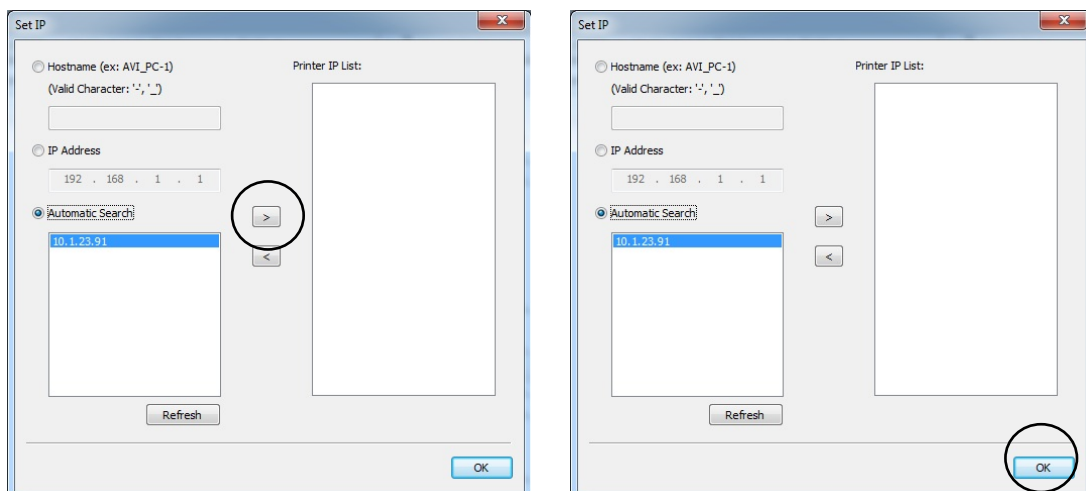 Set IP
Hostname (ex: AVI_PC-1)
(Valid Character: '-', '_')
Printer IP List:
IP Address
192 . 168 . 1 . 1
Automatic Search
>
10.1.23.91
<
Refresh
OK
Set IP
Hostname (ex: AVI_PC-1)
(Valid Character: '-', '_')
Printer IP List:
IP Address
192 . 168 . 1 . 1
Automatic Search
>
10.1.23.91
<
Refresh
OK